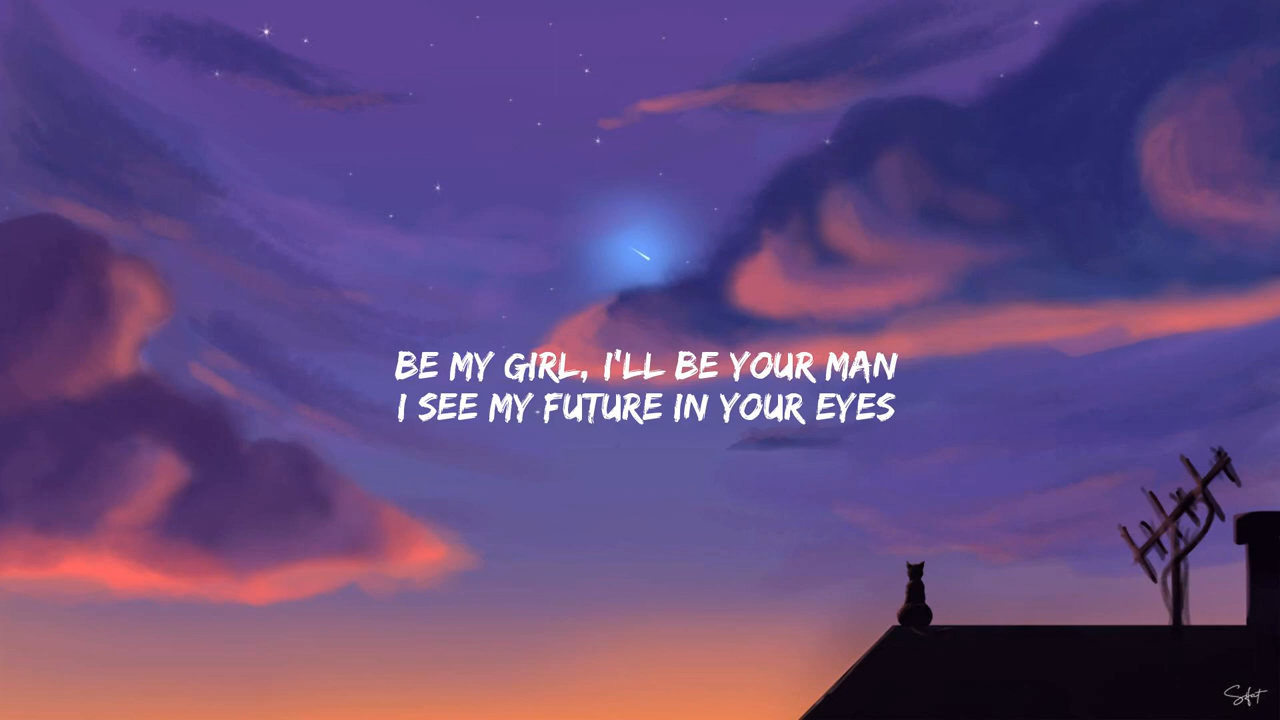 BE MY GIRL, I'LL BE YOUR MAN
I SEE MY FUTURE IN YOUR EYES